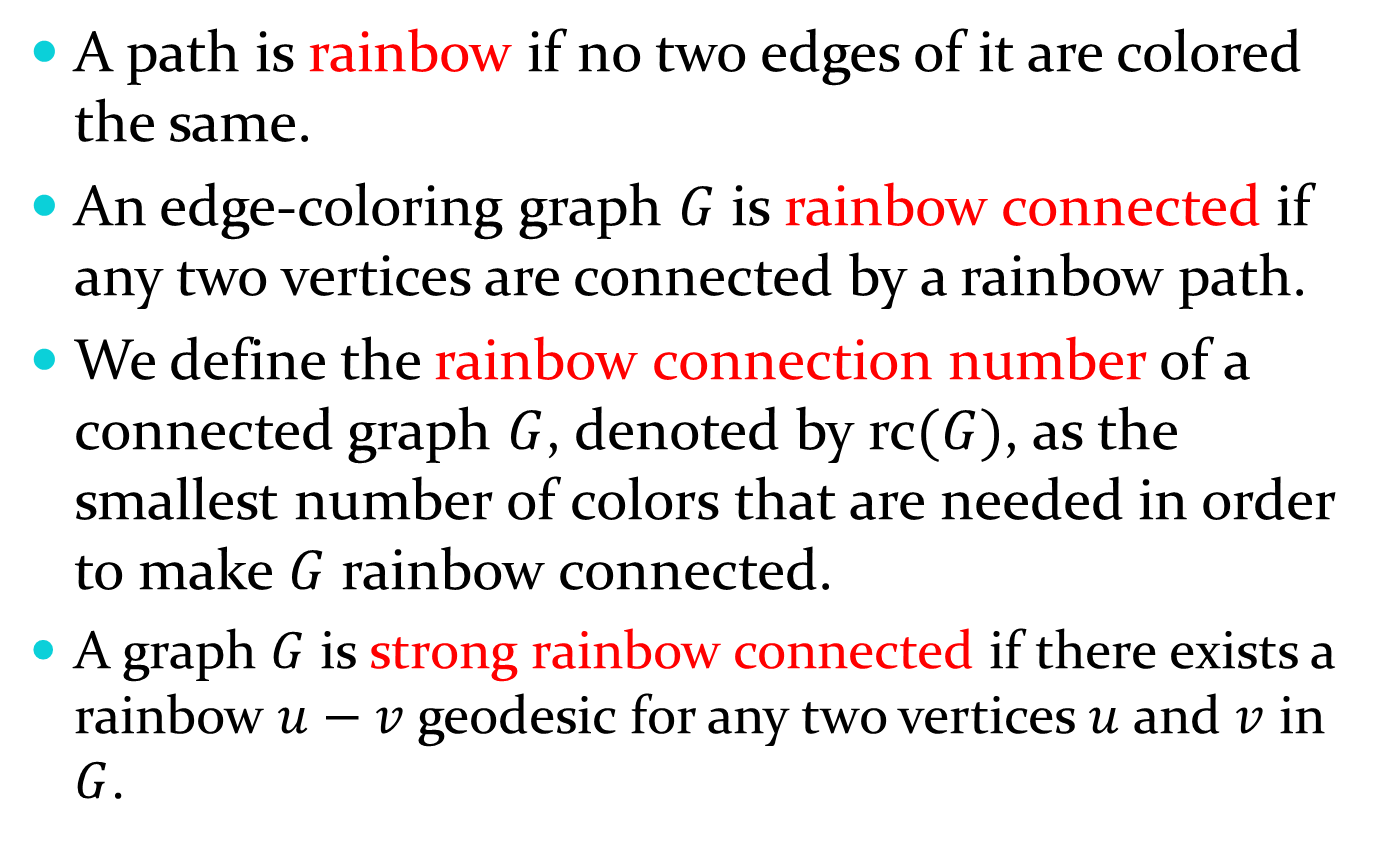 • A path is rainbow if no two edges of it are colored
the same.
• An edge-coloring graph 𝐺 is rainbow connected if
any two vertices are connected by a rainbow path.
• We define the rainbow connection number of a
connected graph 𝐺, denoted by rc(𝐺), as the
smallest number of colors that are needed in order
to make 𝐺 rainbow connected.
• A graph 𝐺 is strong rainbow connected if there exists a
rainbow 𝑢 − 𝑣 geodesic for any two vertices 𝑢 and 𝑣 in
𝐺.